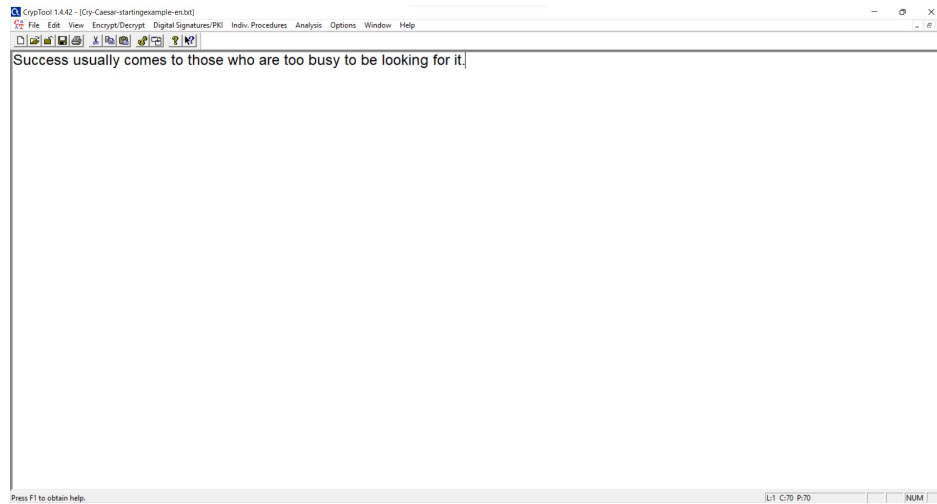 CrypTool 1.4.42 - [Cry-Caesar-startingexample-en.txt]
File Edit View Encrypt/Decrypt Digital Signatures/PKI Indiv. Procedures Analysis Options Window Help
Success usually comes to those who are too busy to be looking for it.
Press F1 to obtain help. L:1 C:70 P:70 NUM